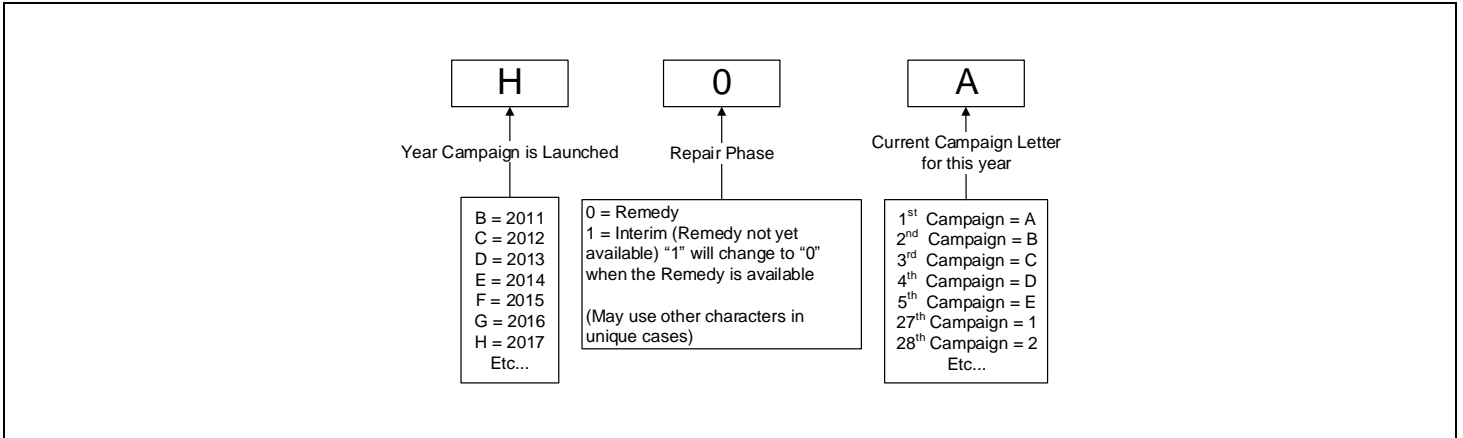 H
0
A
Year Campaign is Launched
Repair Phase
Current Campaign Letter
for this year
B = 2011
C = 2012
D = 2013
E = 2014
F = 2015
G = 2016
H = 2017
Etc...
0 = Remedy
1 = Interim (Remedy not yet
available) “1” will change to “0”
when the Remedy is available
(May use other characters in
unique cases)
1st Campaign = A
2nd Campaign = B
3rd Campaign = C
4th Campaign = D
5th Campaign = E
27th Campaign = 1
28th Campaign = 2
Etc...